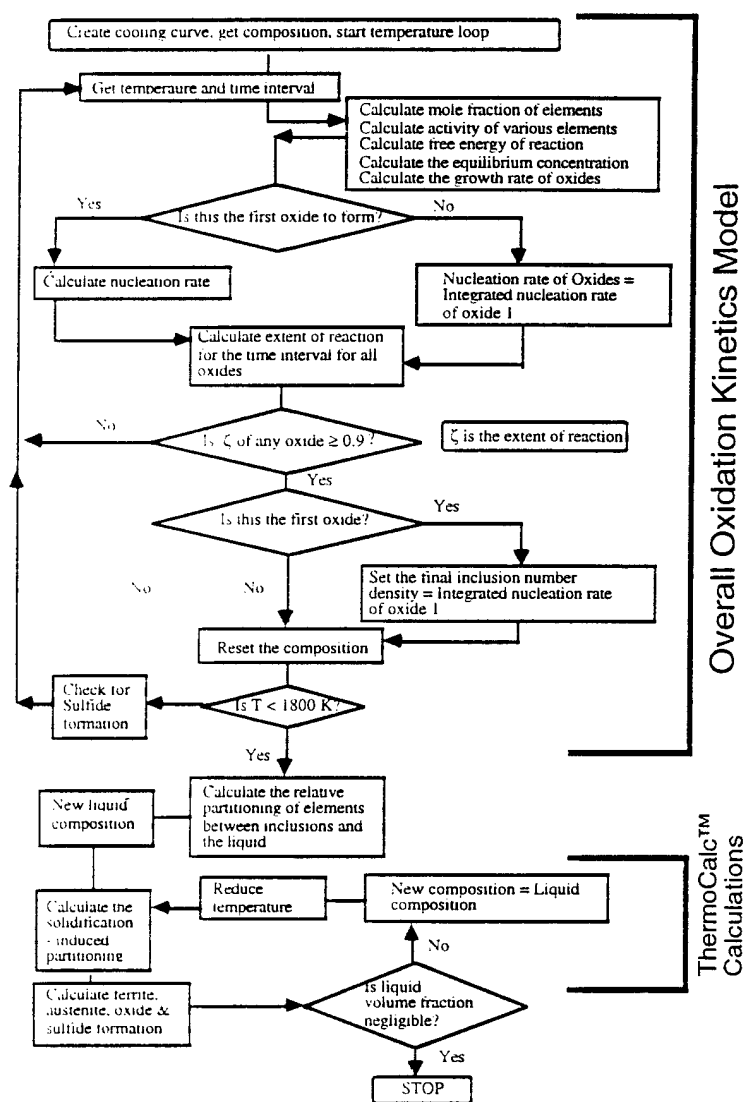 Create cooling curve, get composition, start temperature loop
Get temperaure and time interval
Calculate mole fraction of elements
Calculate activity of various elements
Calculate free energy of reaction
Calculate the equilibrium concentration
Calculate the growth rate of oxides
Yes
Is this the first oxide to form?
No
Calculate nucleation rate
Nucleation rate of Oxides =
Integrated nucleation rate
of oxide 1
Calculate extent of reaction
for the time interval for all
oxides
No
Is ζ of any oxide ≥ 0.9 ?
ζ is the extent of reaction
Yes
Is this the first oxide?
Yes
No
No
Set the final inclusion number
density = Integrated nucleation rate
of oxide 1
Reset the composition
Check for
Sulfide
formation
Is T < 1800 K?
Yes
Overall Oxidation Kinetics Model
New liquid
composition
Calculate the relative
partitioning of elements
between inclusions and
the liquid
Reduce
temperature
New composition = Liquid
composition
Calculate the
solidification
- induced
partitioning
No
Calculate ferrite,
austenite, oxide &
sulfide formation
Is liquid
volume fraction
negligible?
Yes
STOP
ThermoCalc™
Calculations